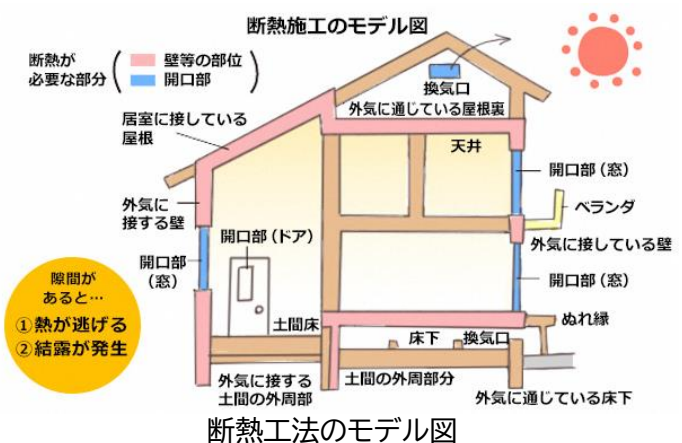 断熱施工のモデル図
断熱が
必要な部分
壁等の部位
開口部
換気口
外気に通じている屋根裏
居室に接している
屋根
天井
開口部(窓)
外気に
接する壁
ベランダ
開口部(ドア)
外気に接している壁
開口部
(窓)
開口部(窓)
隙間が
あると…
①熱が逃げる
②結露が発生
土間床
ぬれ縁
床下
換気口
外気に接する
土間の外周部
土間の外周部分
外気に通じている床下
断熱工法のモデル図